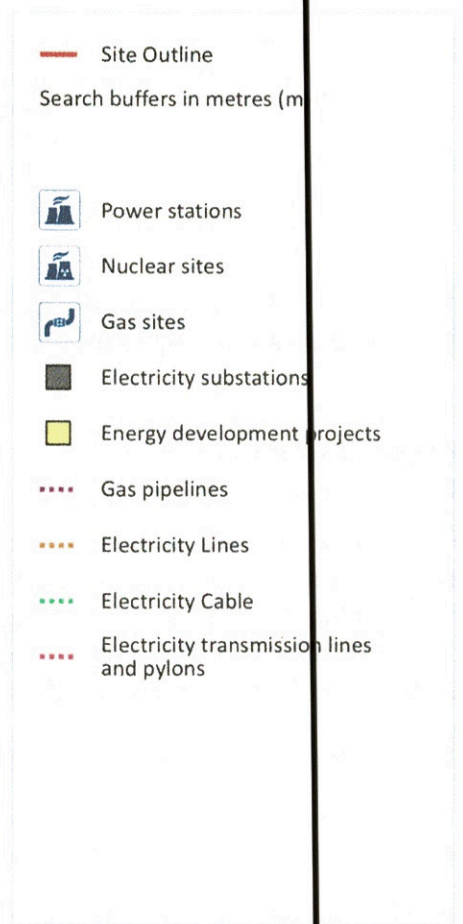 Site Outline
Search buffers in metres (m
Power stations
Nuclear sites
Gas sites
Electricity substations
Energy development projects
Gas pipelines
Electricity Lines
Electricity Cable
Electricity transmission lines
and pylons